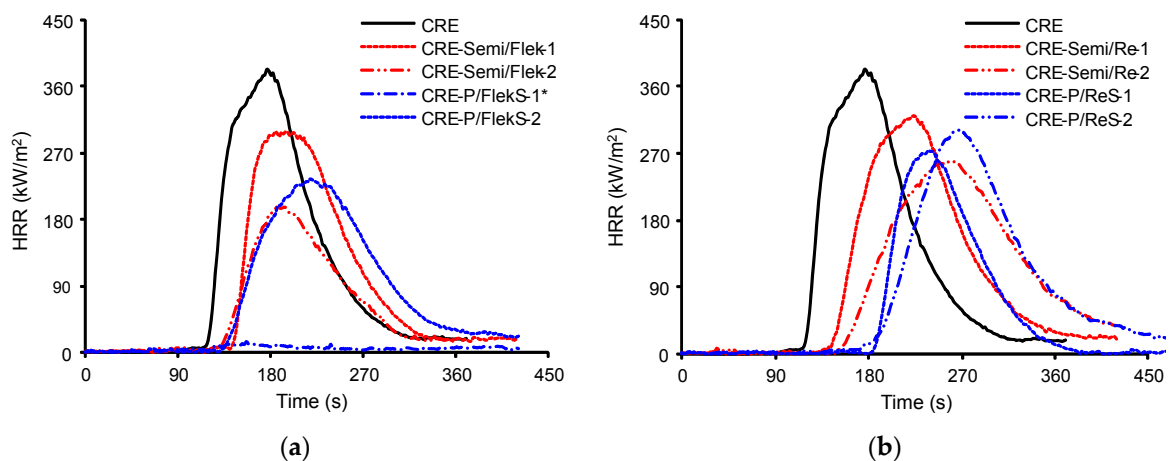 450
360
270
180
90
0
HRR (kW/m²)
CRE
CRE-Semi/Flek-1
CRE-Semi/Flek-2
CRE-P/FlekS-1*
CRE-P/FlekS-2
0 90 180 270 360 450
Time (s)
(a)
450
360
270
180
90
0
HRR (kW/m²)
CRE
CRE-Semi/Re-1
CRE-Semi/Re-2
CRE-P/ReS-1
CRE-P/ReS-2
0 90 180 270 360 450
Time (s)
(b)